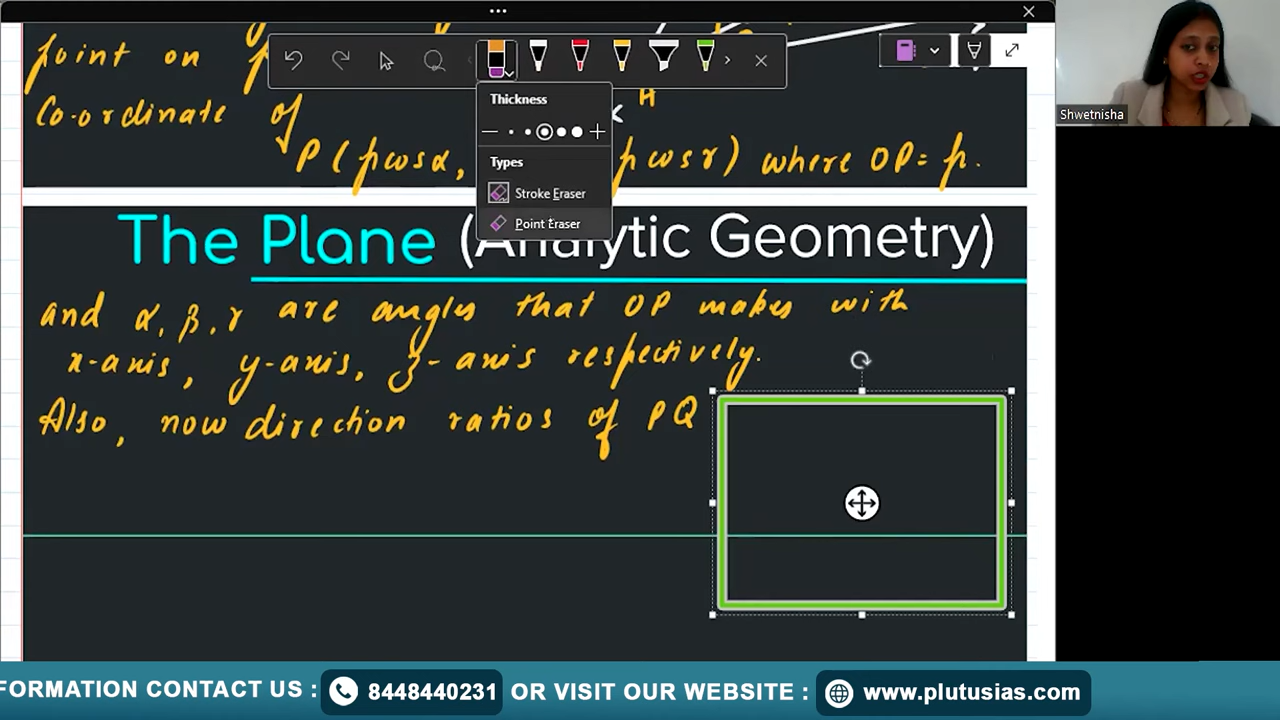 point on
Co-ordinate of
P(pcosα,
pcosγ) where OP=p.
A
x
Thickness
Types
Stroke Eraser
Point Eraser
Shwetnisha
The Plane (Analytic Geometry)
and α, β, γ are angles that OP makes with
x-axis, y-axis, z-axis respectively.
Also, now direction ratios of PQ
FORMATION CONTACT US : 8448440231 OR VISIT OUR WEBSITE : www.plutusias.com